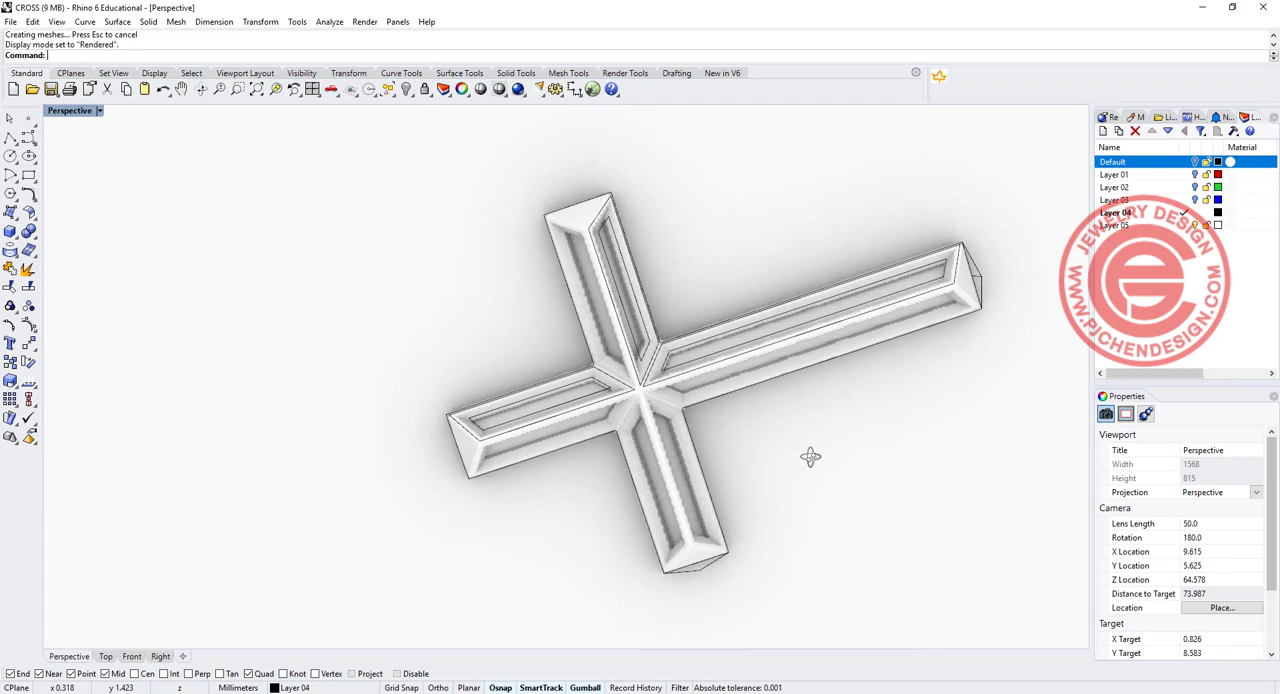 CROSS (9 MB) - Rhino 6 Educational - [Perspective]
File Edit View Curve Surface Solid Mesh Dimension Transform Tools Analyze Render Panels Help
Creating meshes... Press Esc to cancel
Display mode set to "Rendered".
Command:
Standard CPlanes Set View Display Select Viewport Layout Visibility Transform Curve Tools Surface Tools Solid Tools Mesh Tools Render Tools Drafting New in V6
Perspective
Re M Li... H... N... L...
Name Material
Default
Layer 01
Layer 02
Layer 03
Layer 04
Layer 05
JEWELRY DESIGN
WWW.PJCHENDESIGN.COM
Properties
Viewport
Title Perspective
Width 1568
Height 815
Projection Perspective
Camera
Lens Length 50.0
Rotation 180.0
X Location 9.615
Y Location 5.625
Z Location 64.578
Distance to Target 73.987
Location Place...
Target
X Target 0.826
Y Target 8.583
Perspective Top Front Right
End Near Point Mid Cen Int Perp Tan Quad Knot Vertex Project Disable
CPlane x 0.318 y 1.423 z Millimeters Layer 04 Grid Snap Ortho Planar Osnap SmartTrack Gumball Record History Filter Absolute tolerance: 0.001